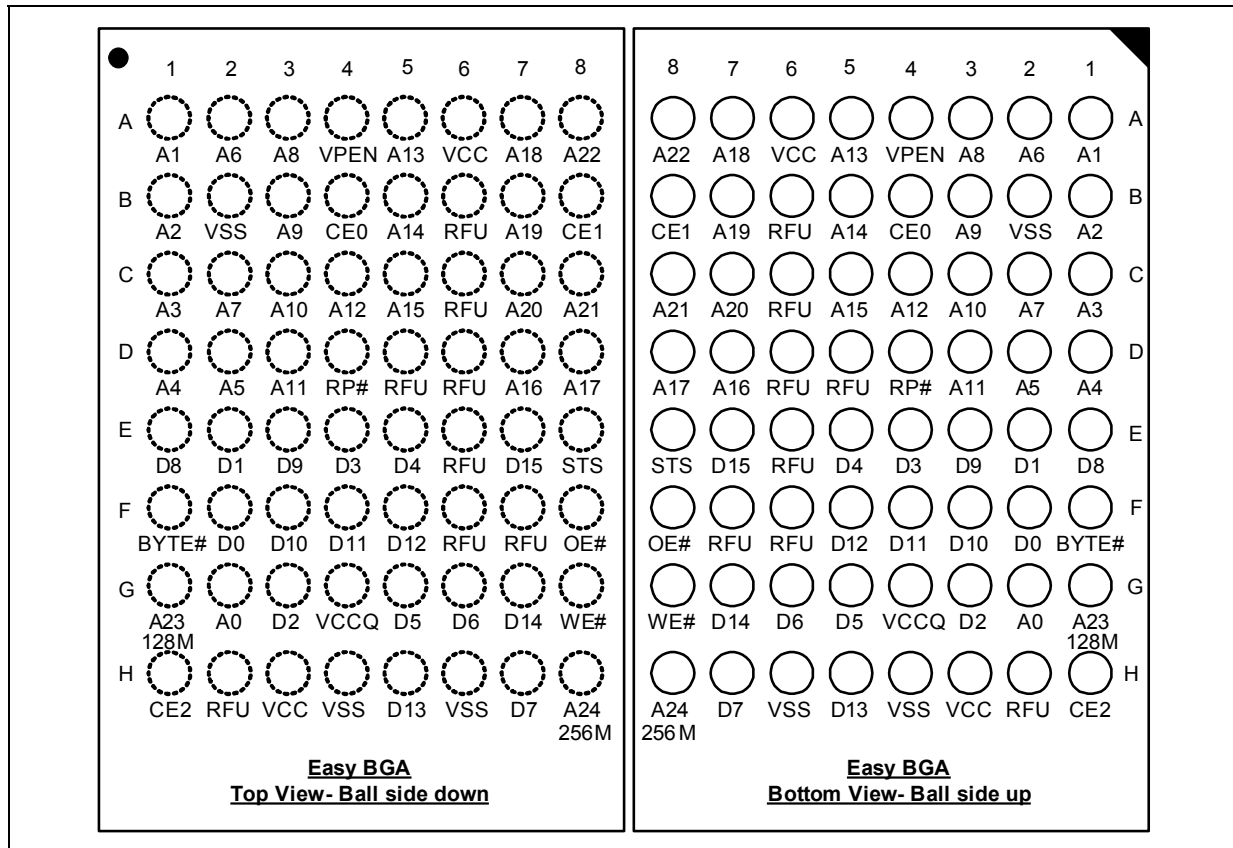 1 2 3 4 5 6 7 8
A
A1 A6 A8 VPEN A13 VCC A18 A22
B
A2 VSS A9 CE0 A14 RFU A19 CE1
C
A3 A7 A10 A12 A15 RFU A20 A21
D
A4 A5 A11 RP# RFU RFU A16 A17
E
D8 D1 D9 D3 D4 RFU D15 STS
F
BYTE# D0 D10 D11 D12 RFU RFU OE#
G
A23 A0 D2 VCCQ D5 D6 D14 WE#
128M
H
CE2 RFU VCC VSS D13 VSS D7 A24
256M
Easy BGA
Top View- Ball side down
8 7 6 5 4 3 2 1
A
A22 A18 VCC A13 VPEN A8 A6 A1
B
CE1 A19 RFU A14 CE0 A9 VSS A2
C
A21 A20 RFU A15 A12 A10 A7 A3
D
A17 A16 RFU RFU RP# A11 A5 A4
E
STS D15 RFU D4 D3 D9 D1 D8
F
OE# RFU RFU D12 D11 D10 D0 BYTE#
G
WE# D14 D6 D5 VCCQ D2 A0 A23
128M
H
A24 D7 VSS D13 VSS VCC RFU CE2
256M
Easy BGA
Bottom View- Ball side up